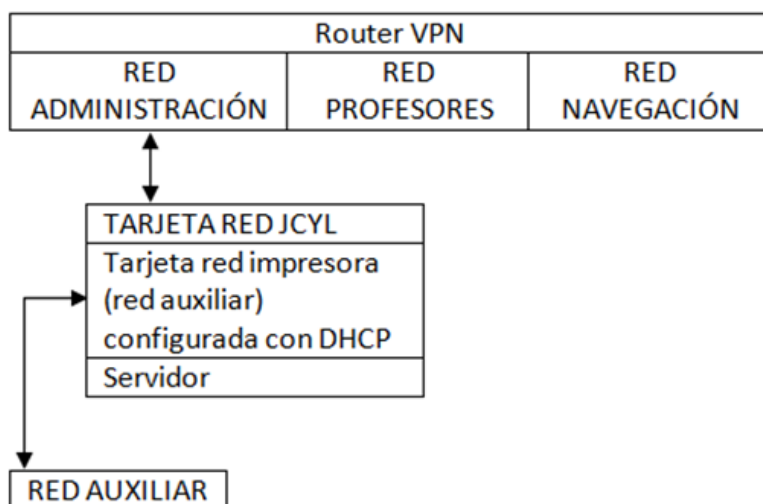 Router VPN
RED ADMINISTRACIÓN
RED PROFESORES
RED NAVEGACIÓN
TARJETA RED JCYL
Tarjeta red impresora
(red auxiliar)
configurada con DHCP
Servidor
RED AUXILIAR